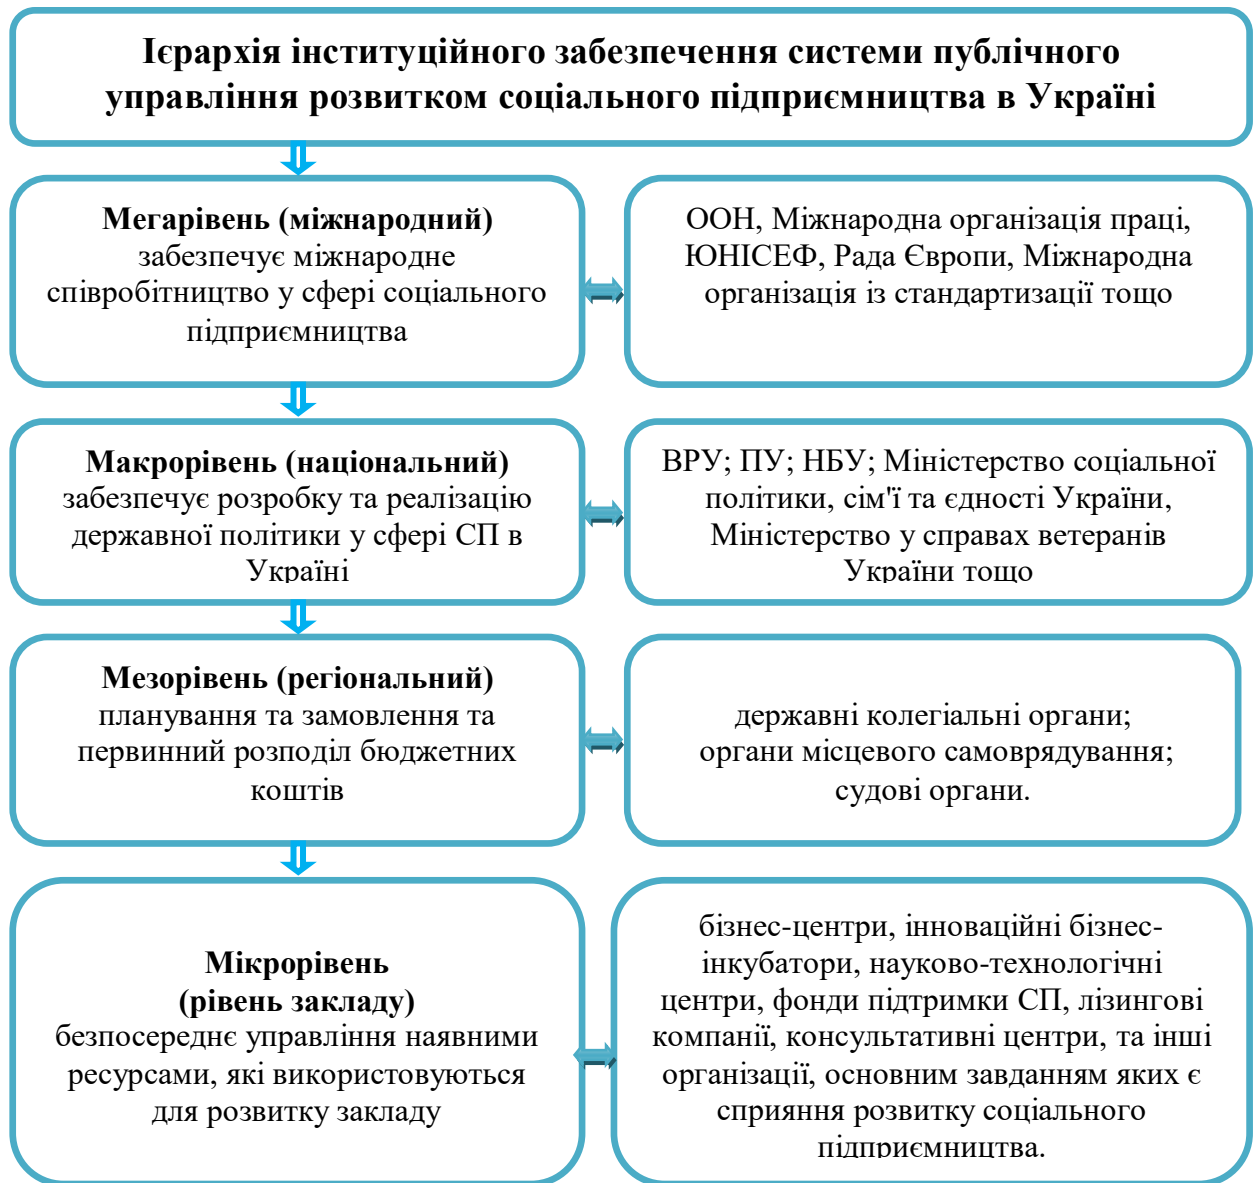 Ієрархія інституційного забезпечення системи публічного
управління розвитком соціального підприємництва в Україні
Мегарівень (міжнародний)
забезпечує міжнародне
співробітництво у сфері соціального
підприємництва
ООН, Міжнародна організація праці,
ЮНІСЕФ, Рада Європи, Міжнародна
організація із стандартизації тощо
Макрорівень (національний)
забезпечує розробку та реалізацію
державної політики у сфері СП в
Україні
ВРУ; ПУ; НБУ; Міністерство соціальної
політики, сім'ї та єдності України,
Міністерство у справах ветеранів
України тощо
Мезорівень (регіональний)
планування та замовлення та
первинний розподіл бюджетних
коштів
державні колегіальні органи;
органи місцевого самоврядування;
судові органи.
Мікрорівень
(рівень закладу)
безпосереднє управління наявними
ресурсами, які використовуються
для розвитку закладу
бізнес-центри, інноваційні бізнес-
інкубатори, науково-технологічні
центри, фонди підтримки СП, лізингові
компанії, консультативні центри, та інші
організації, основним завданням яких є
сприяння розвитку соціального
підприємництва.